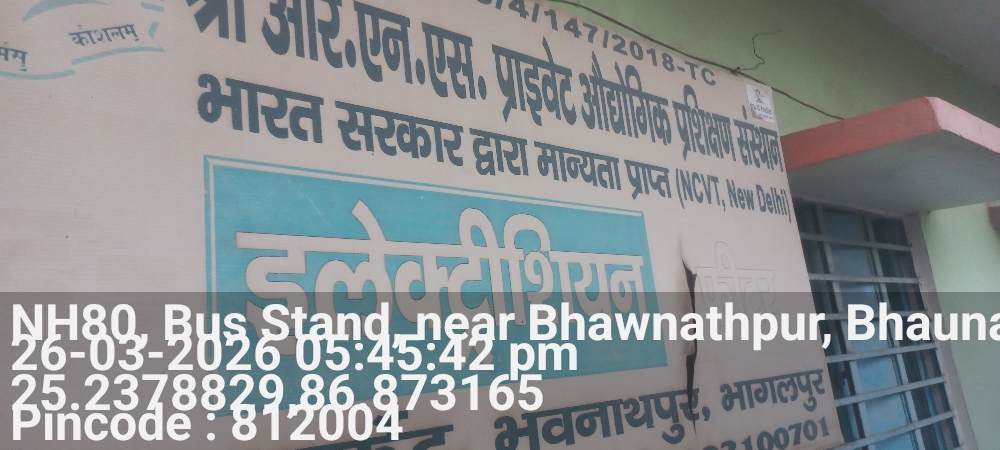 कौशलम्
/4/147/2018-TC
श्री आर.एन.एस. प्राइवेट औद्योगिक प्रशिक्षण संस्थान
भारत सरकार द्वारा मान्यता प्राप्त (NCVT, New Delhi)
इलेक्ट्रीशियन
फीटर
भवनाथपुर, भागलपुर
3100701
NH80, Bus Stand, near Bhawnathpur, Bhauna
26-03-2026 05:45:42 pm
25.2378829,86.873165
Pincode : 812004